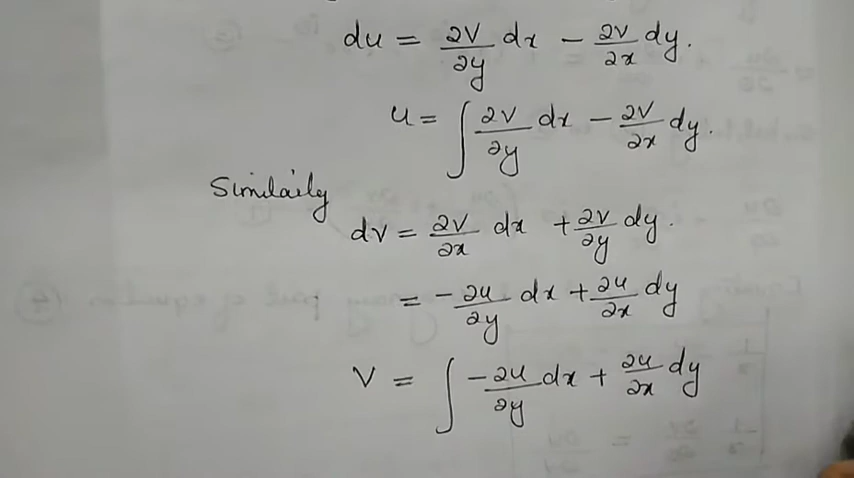 du = ∂v/∂y dx − ∂v/∂x dy.
u = ∫ ∂v/∂y dx − ∂v/∂x dy.
Similarly
dv = ∂v/∂x dx + ∂v/∂y dy.
= −∂u/∂y dx + ∂u/∂x dy
v = ∫ −∂u/∂y dx + ∂u/∂x dy